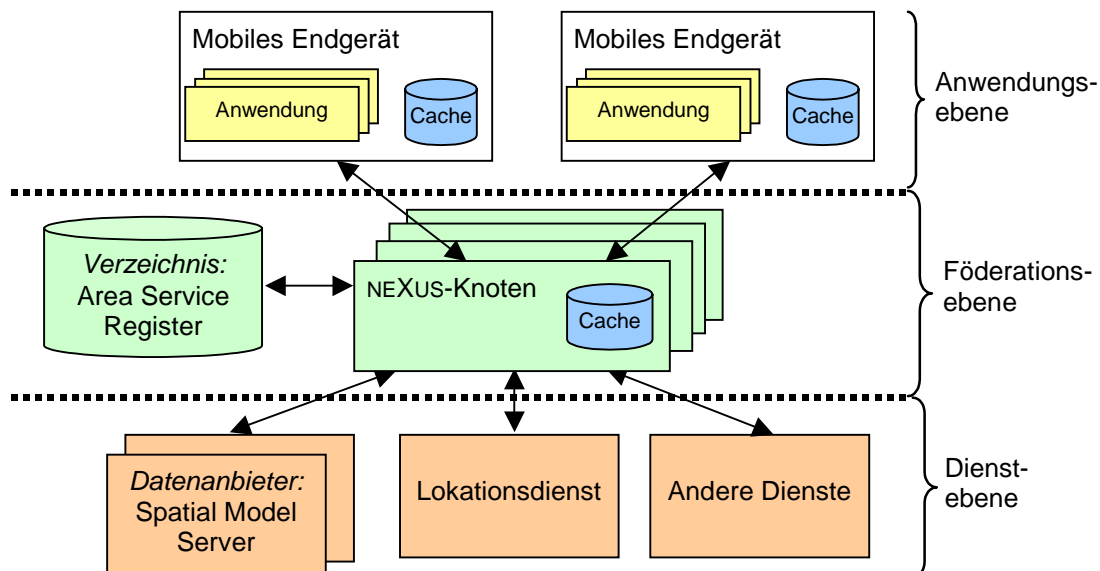 Mobiles Endgerät
Anwendung
Cache
Mobiles Endgerät
Anwendung
Cache
Anwendungs-
ebene
Verzeichnis:
Area Service
Register
NEXUS-Knoten
Cache
Föderations-
ebene
Datenanbieter:
Spatial Model
Server
Lokationsdienst
Andere Dienste
Dienst-
ebene